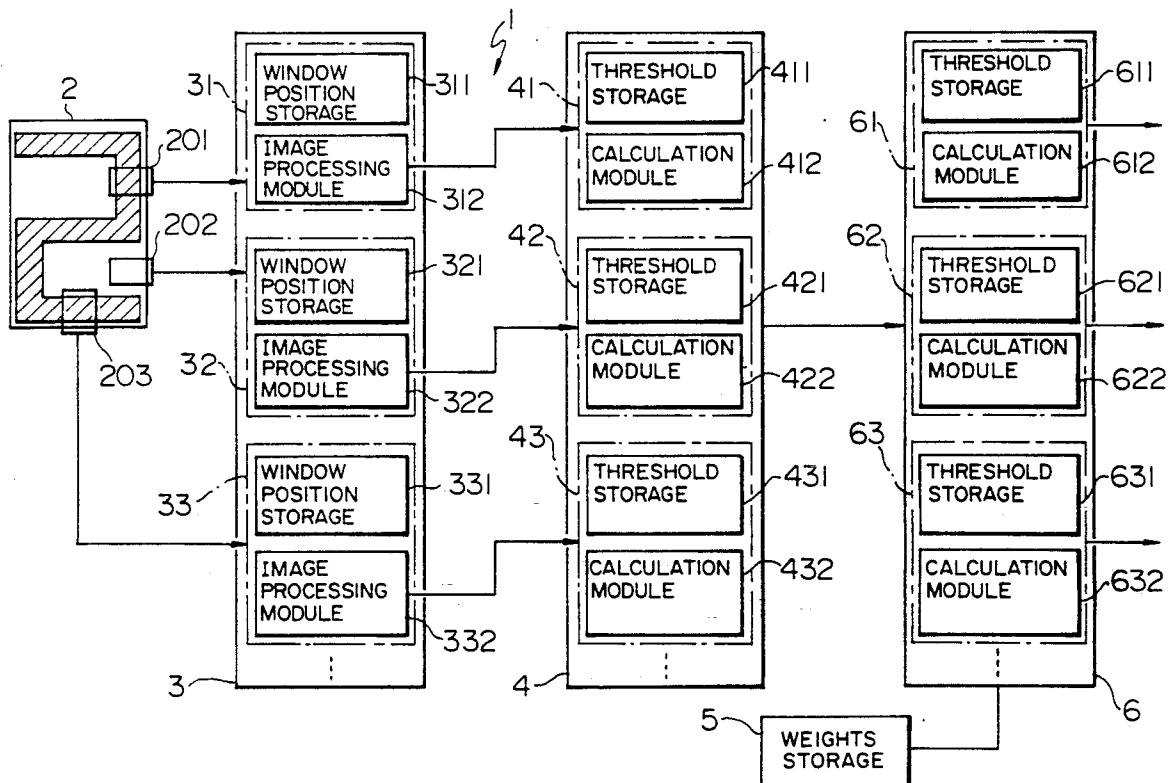 1
2
201
202
203
31
WINDOW
POSITION
STORAGE
311
IMAGE
PROCESSING
MODULE
312
WINDOW
POSITION
STORAGE
321
32
IMAGE
PROCESSING
MODULE
322
33
WINDOW
POSITION
STORAGE
331
IMAGE
PROCESSING
MODULE
332
3
41
THRESHOLD
STORAGE
411
CALCULATION
MODULE
412
42
THRESHOLD
STORAGE
421
CALCULATION
MODULE
422
43
THRESHOLD
STORAGE
431
CALCULATION
MODULE
432
4
THRESHOLD
STORAGE
611
61
CALCULATION
MODULE
612
62
THRESHOLD
STORAGE
621
CALCULATION
MODULE
622
63
THRESHOLD
STORAGE
631
CALCULATION
MODULE
632
6
5
WEIGHTS
STORAGE